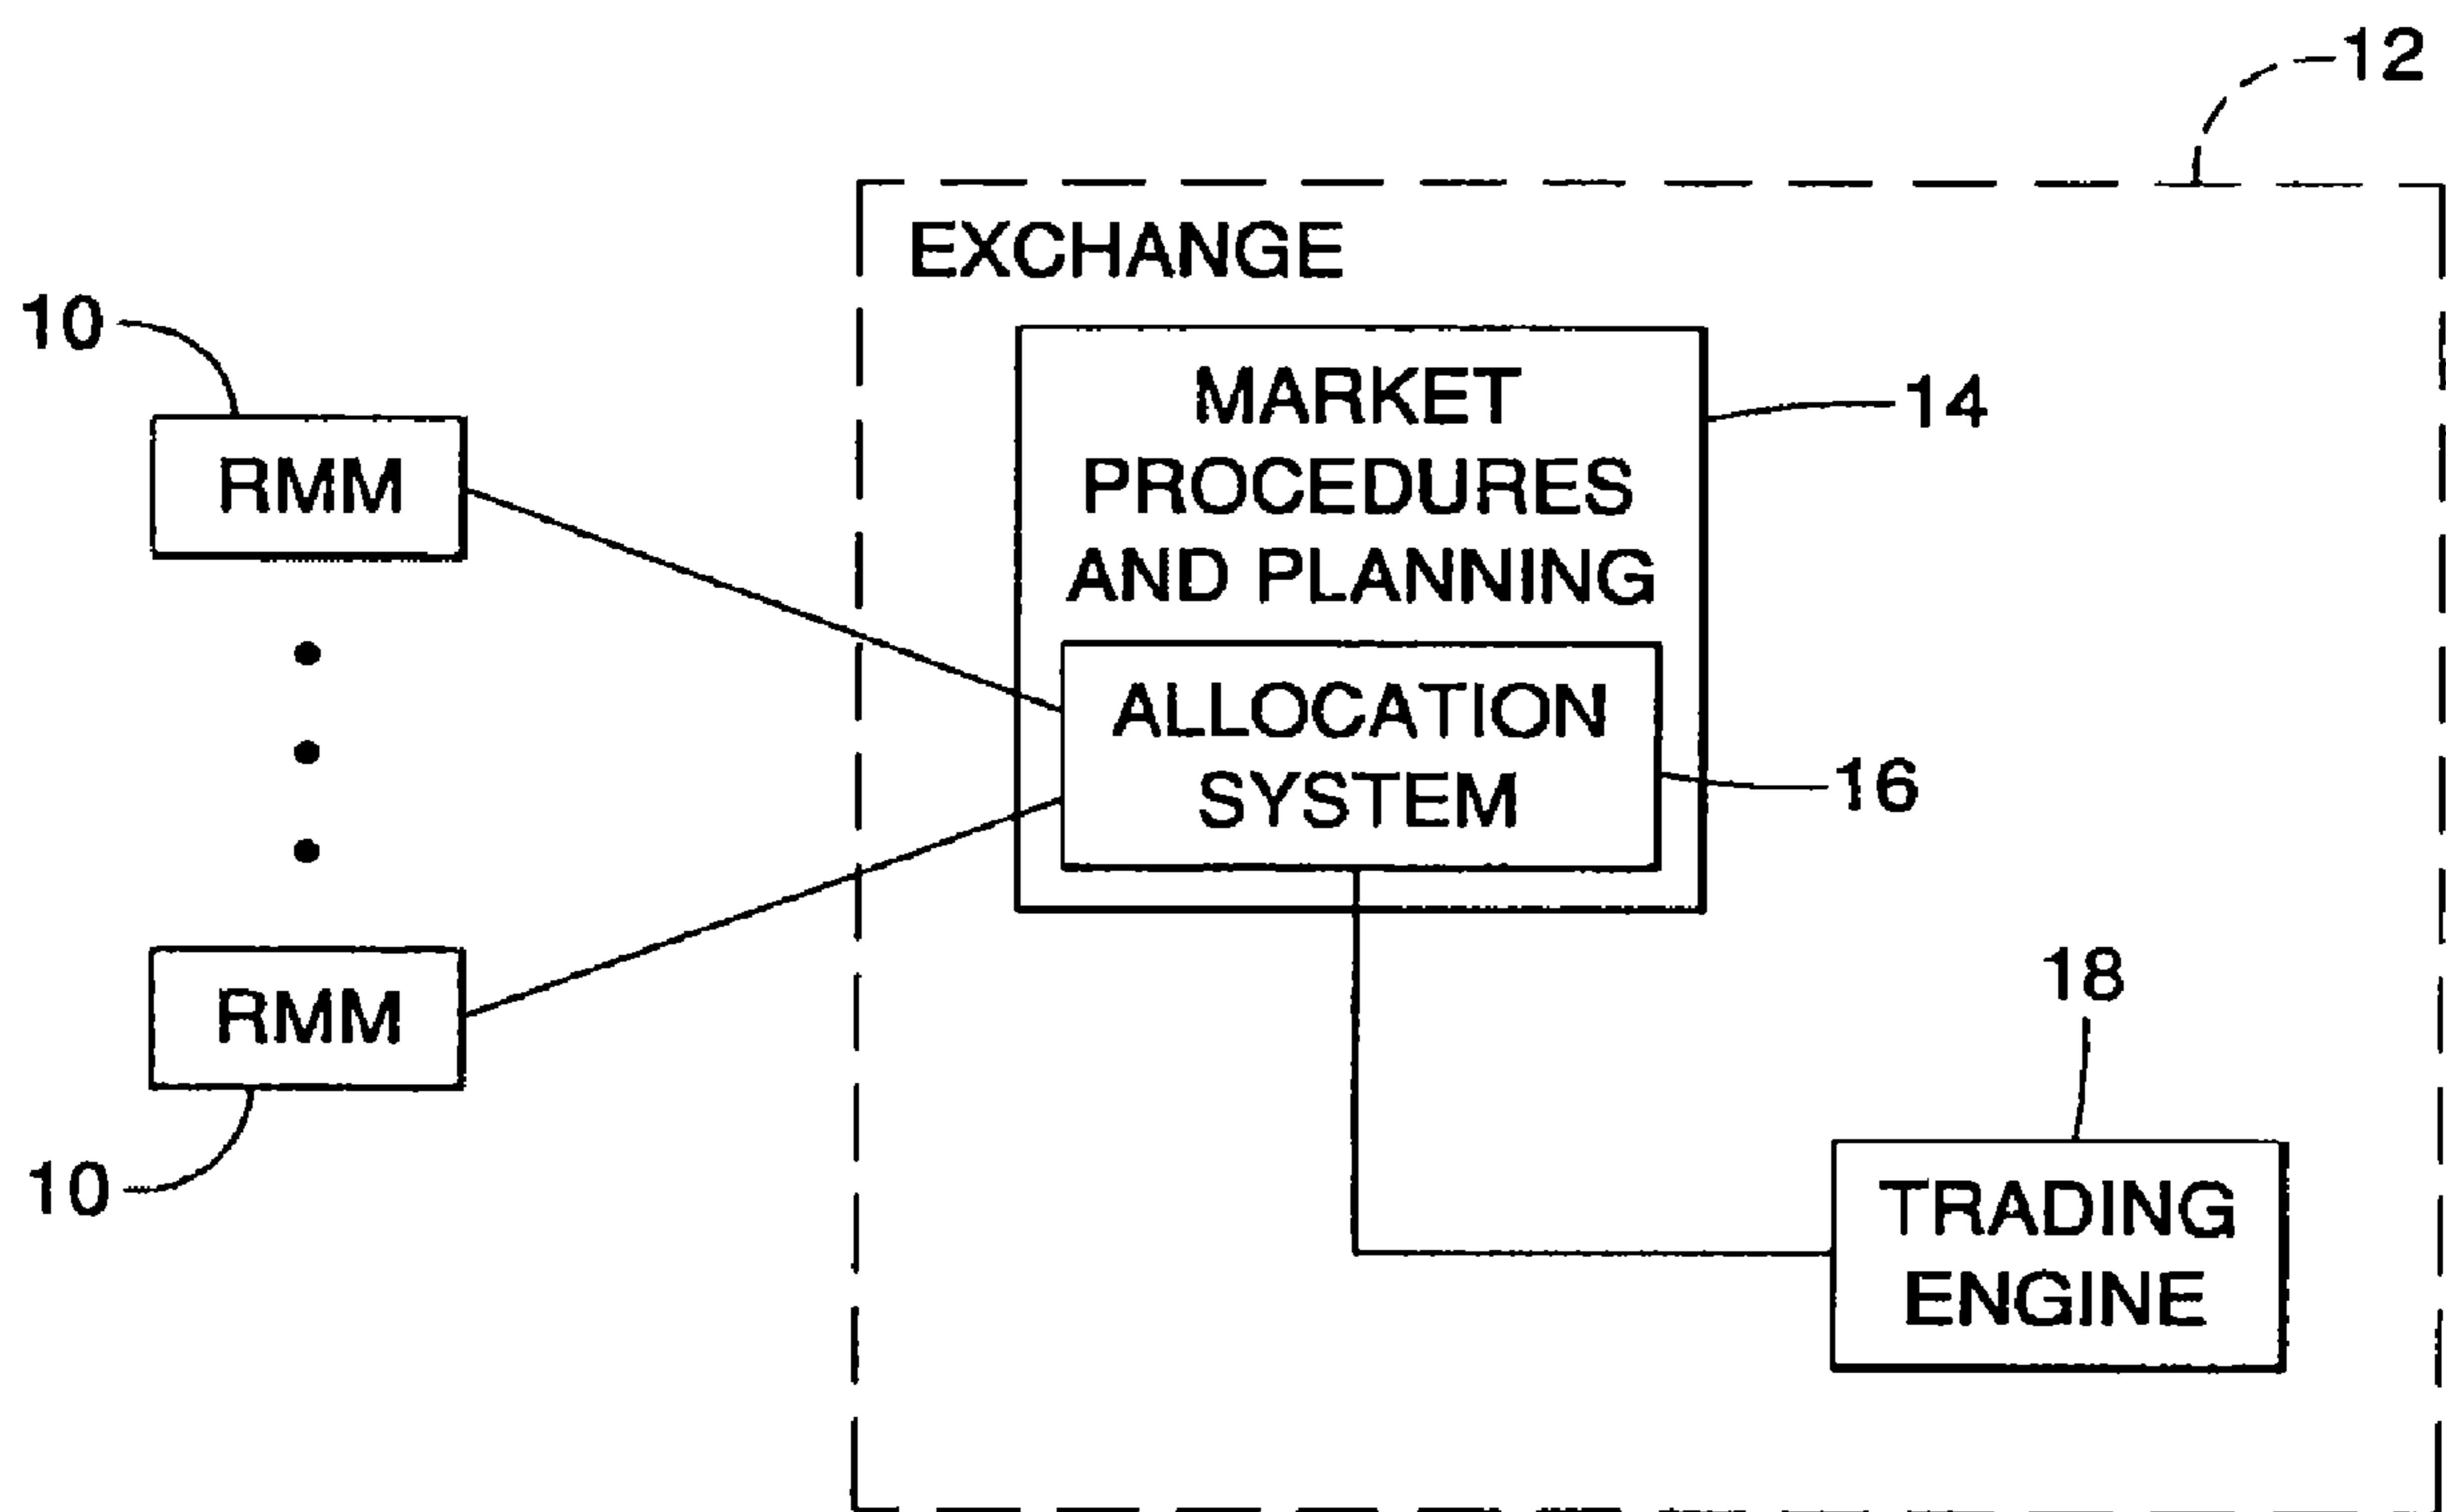 12
EXCHANGE
10
MARKET
PROCEDURES
AND PLANNING
14
RMM
ALLOCATION
SYSTEM
16
RMM
18
10
TRADING
ENGINE